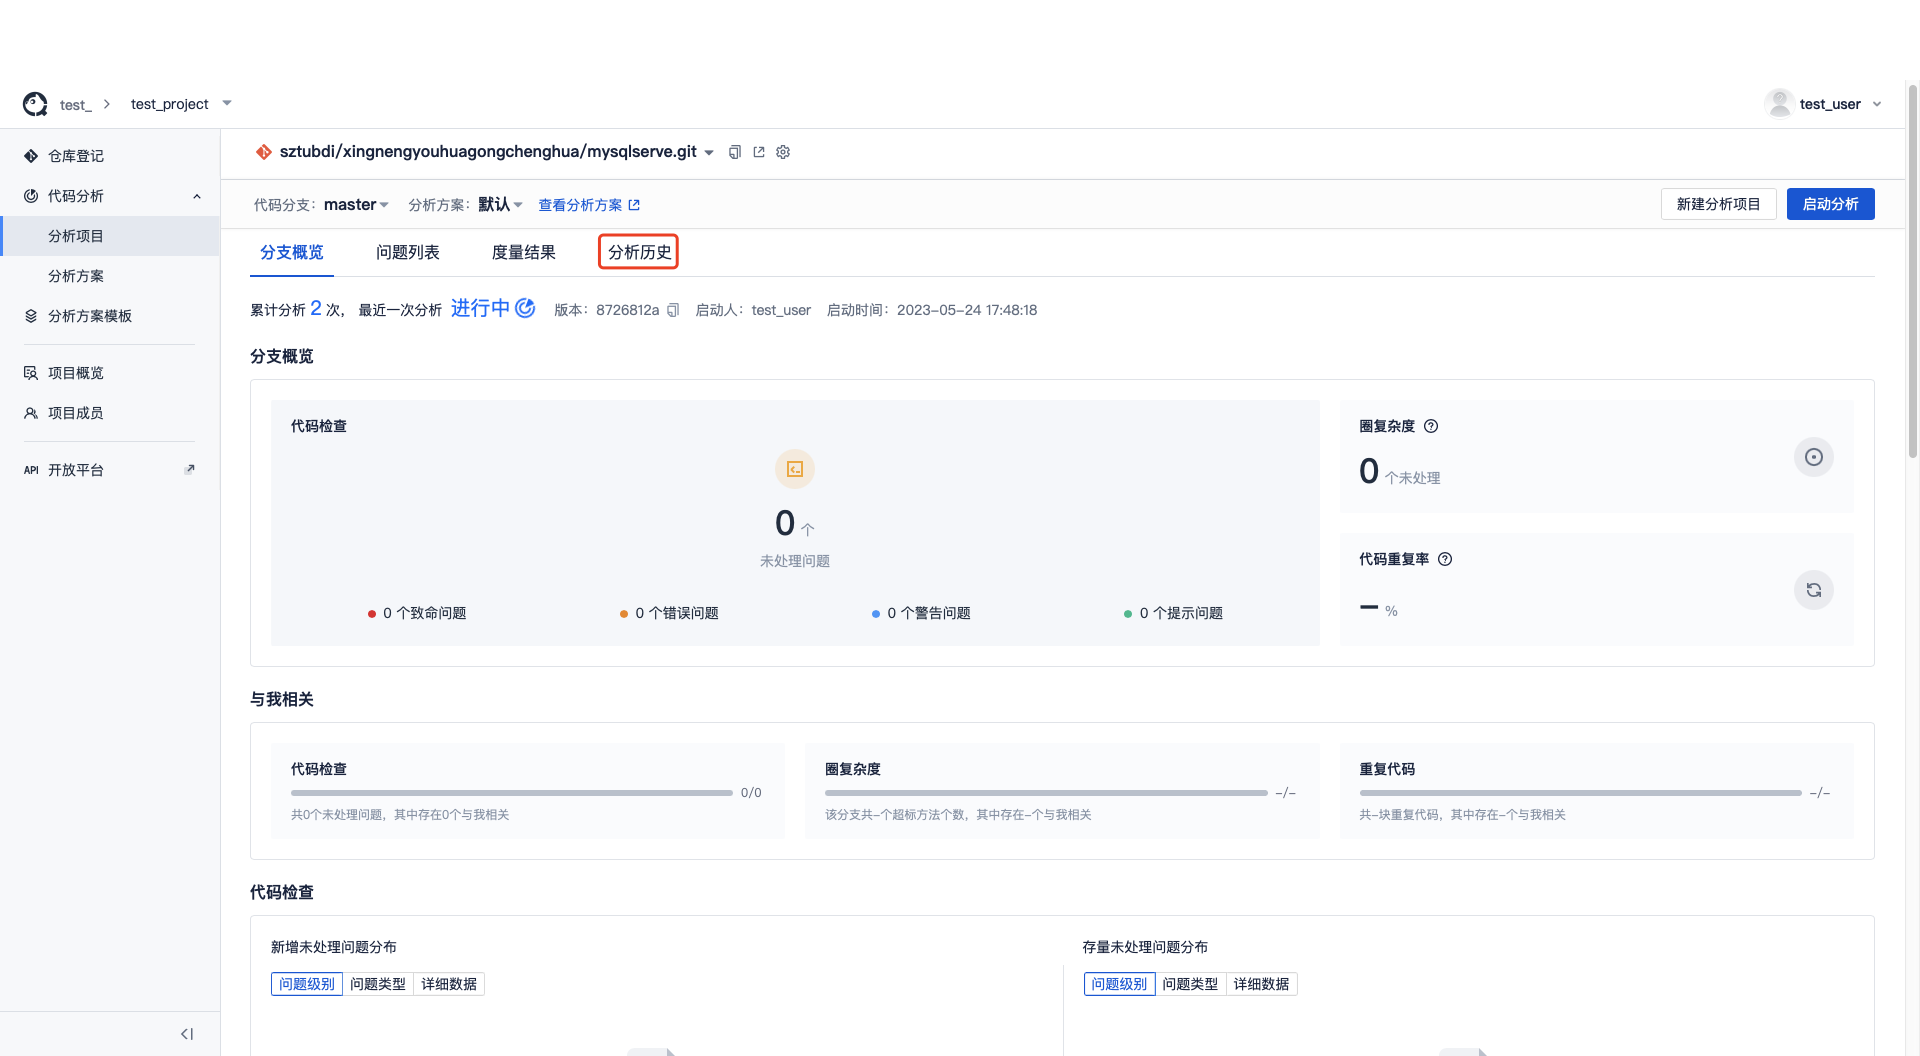 test_ > test_project
test_user
仓库登记
代码分析
分析项目
分析方案
分析方案模板
项目概览
项目成员
API 开放平台
sztubdi/xingnengyouhuagongchenghua/mysqlserve.git
代码分支: master 分析方案: 默认 查看分析方案
新建分析项目 启动分析
分支概览 问题列表 度量结果 分析历史
累计分析 2 次, 最近一次分析 进行中 版本: 8726812a 启动人: test_user 启动时间: 2023-05-24 17:48:18
分支概览
代码检查
0 个
未处理问题
0 个致命问题 0 个错误问题 0 个警告问题 0 个提示问题
圈复杂度
0 个未处理
代码重复率
– %
与我相关
代码检查
0/0
共0个未处理问题, 其中存在0个与我相关
圈复杂度
-/-
该分支共-个超标方法个数, 其中存在-个与我相关
重复代码
-/-
共-块重复代码, 其中存在-个与我相关
代码检查
新增未处理问题分布
问题级别 问题类型 详细数据
存量未处理问题分布
问题级别 问题类型 详细数据